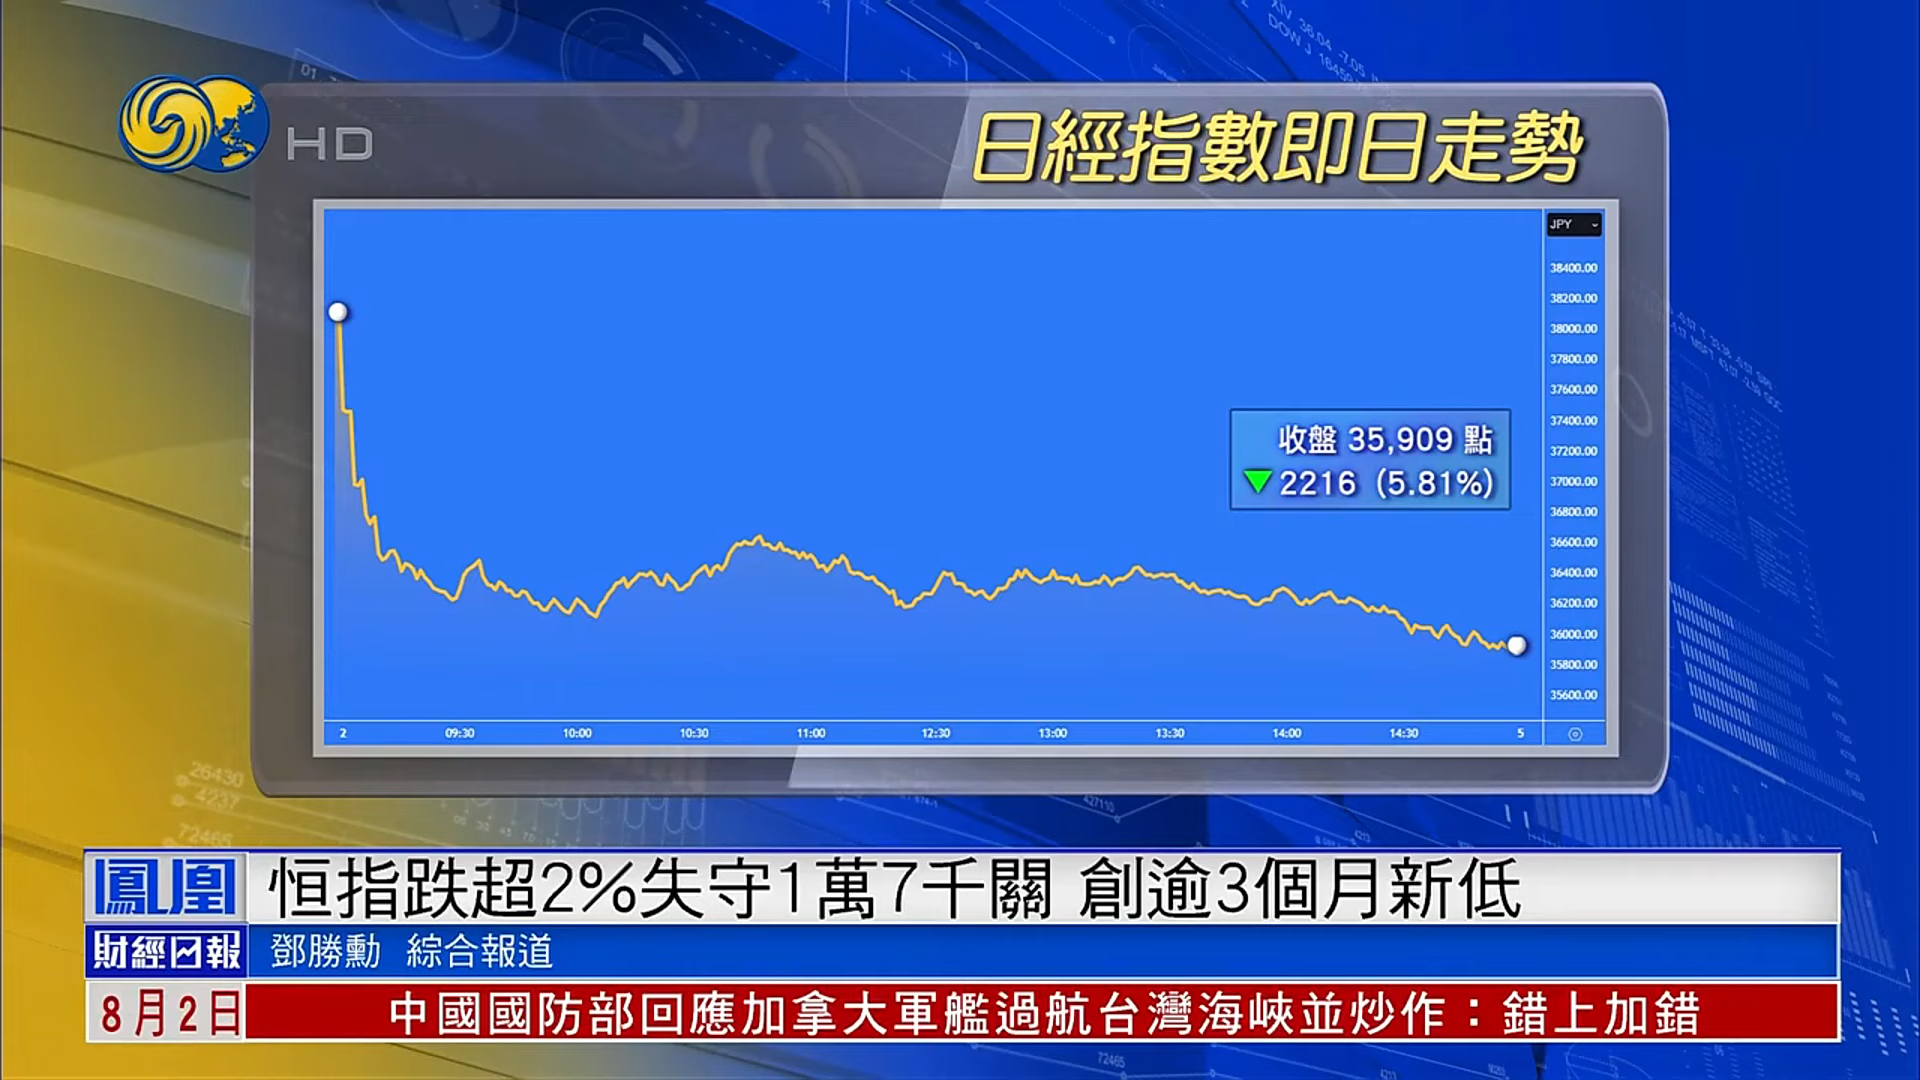 HD
日經指數即日走勢
JPY
38400.00
38200.00
38000.00
37800.00
37600.00
37400.00
37200.00
37000.00
36800.00
36600.00
36400.00
36200.00
36000.00
35800.00
35600.00
收盤 35,909 點
▼2216 (5.81%)
2 09:30 10:00 10:30 11:00 12:30 13:00 13:30 14:00 14:30 5
鳳凰 恒指跌超2%失守1萬7千關 創逾3個月新低
財經日報 鄧勝勳 綜合報道
8月2日 中國國防部回應加拿大軍艦過航台灣海峽並炒作：錯上加錯
26430
4237
72465